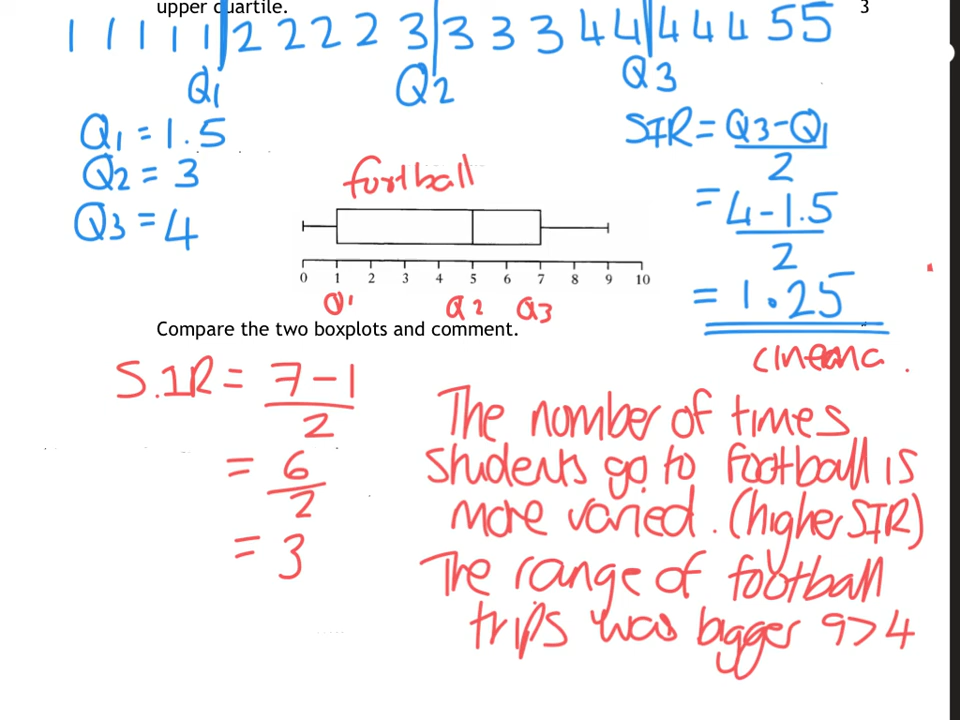 upper quartile. 3
1 1 1 1 1 | 2 2 2 2 3 | 3 3 3 4 4 | 4 4 4 5 5
Q1 Q2 Q3
Q1 = 1.5
Q2 = 3
Q3 = 4
SIR = Q3 - Q1
2
= 4 - 1.5
2
= 1.25
cinema.
football
0 1 2 3 4 5 6 7 8 9 10
Q1 Q2 Q3
Compare the two boxplots and comment.
S.IR = 7 - 1
2
= 6
2
= 3
The number of times
students go to football is
more varied. (higher SIR)
The range of football
trips was bigger 9>4